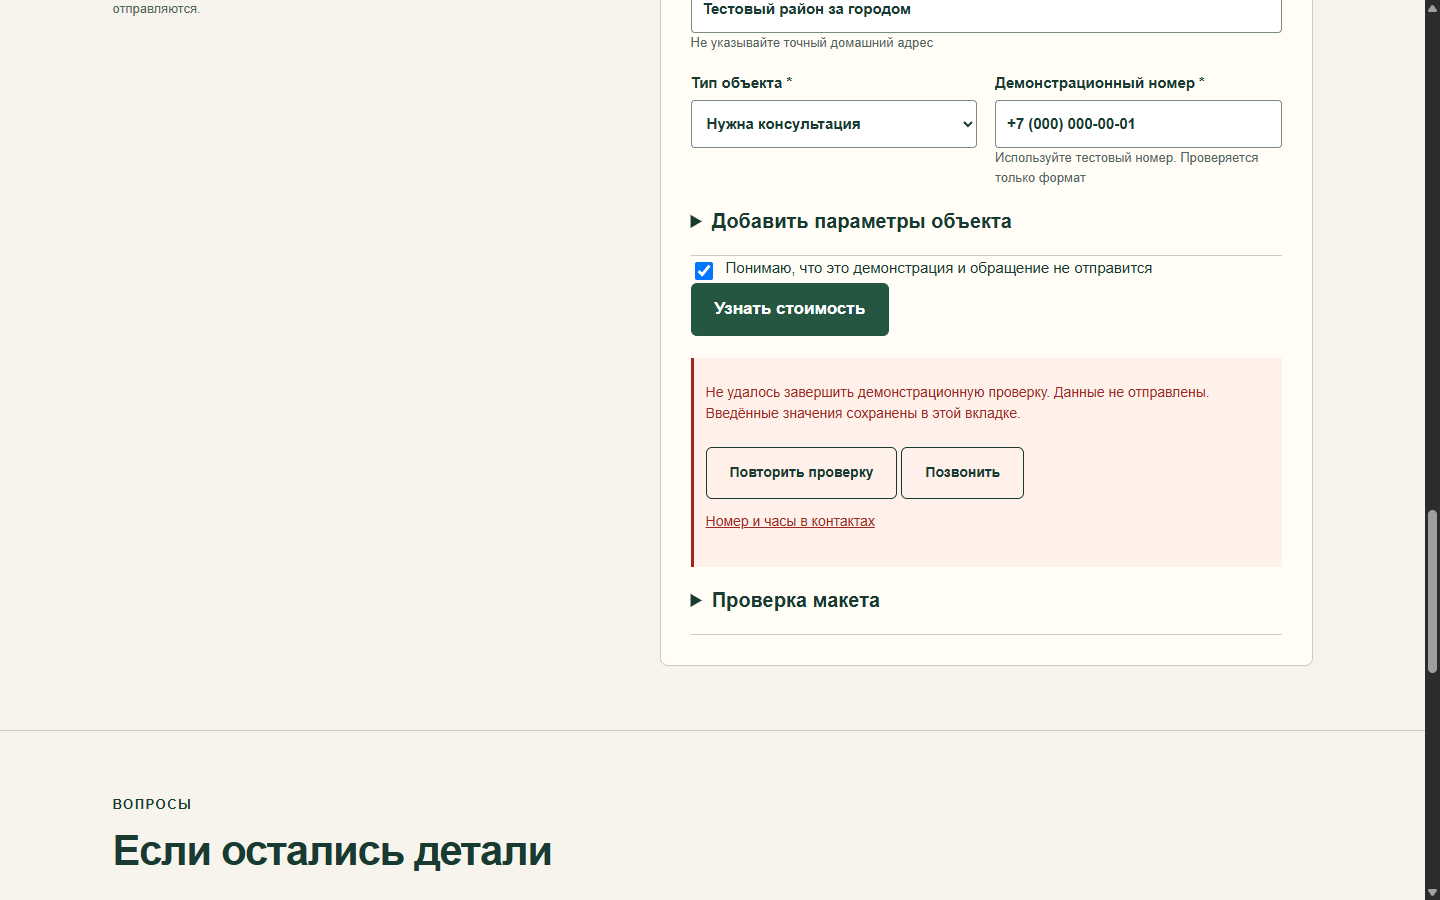 отправляются.
Тестовый район за городом
Не указывайте точный домашний адрес
Тип объекта *
Демонстрационный номер *
Нужна консультация
+7 (000) 000-00-01
Используйте тестовый номер. Проверяется
только формат
Добавить параметры объекта
Понимаю, что это демонстрация и обращение не отправится
Узнать стоимость
Не удалось завершить демонстрационную проверку. Данные не отправлены.
Введённые значения сохранены в этой вкладке.
Повторить проверку
Позвонить
Номер и часы в контактах
Проверка макета
ВОПРОСЫ
Если остались детали